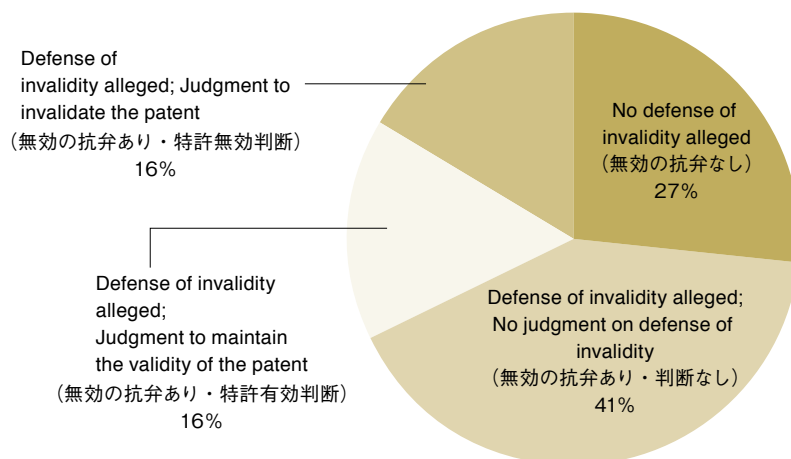 Defense of
invalidity alleged; Judgment to
invalidate the patent
（無効の抗弁あり・特許無効判断）
16%
No defense of
invalidity alleged
（無効の抗弁なし）
27%
Defense of invalidity
alleged;
Judgment to maintain
the validity of the patent
（無効の抗弁あり・特許有効判断）
16%
Defense of invalidity alleged;
No judgment on defense of
invalidity
（無効の抗弁あり・判断なし）
41%